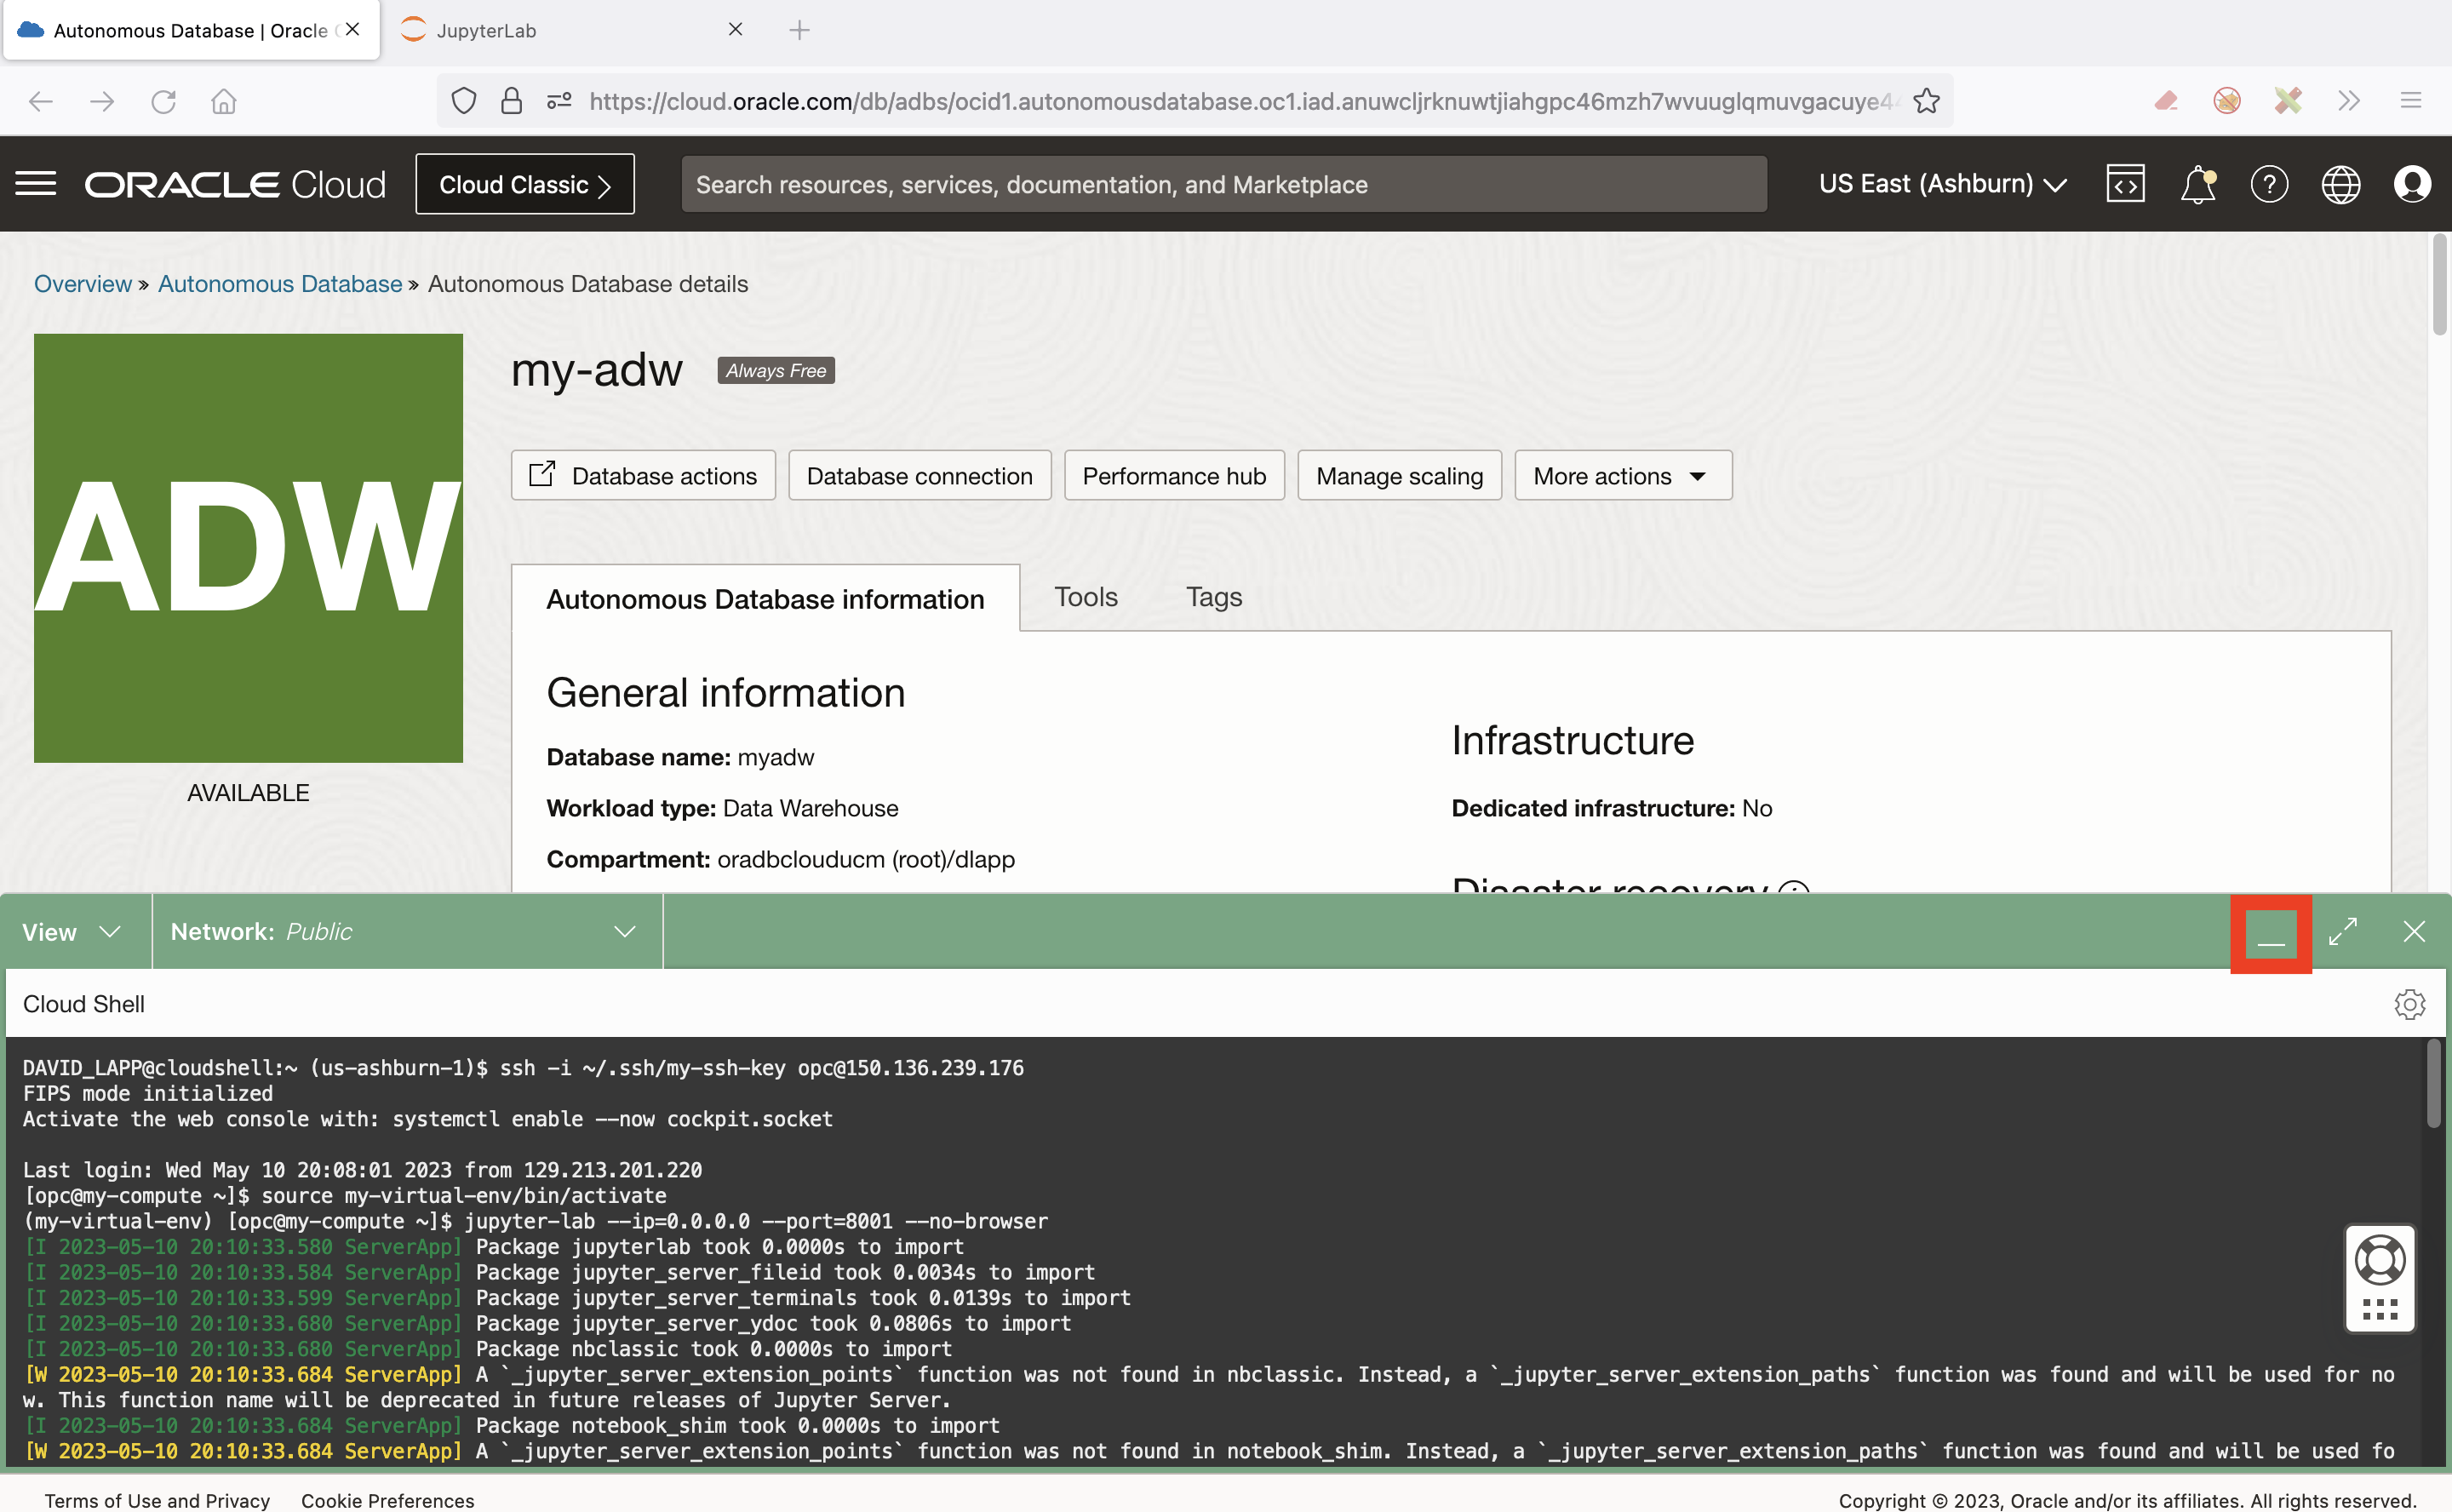 Autonomous Database | Oracle
JupyterLab
https://cloud.oracle.com/db/adbs/ocid1.autonomousdatabase.oc1.iad.anuwcljrknuwtjiahgpc46mzh7wvuuglqmuvgacuye4
ORACLE Cloud
Cloud Classic >
Search resources, services, documentation, and Marketplace
US East (Ashburn)
Overview » Autonomous Database » Autonomous Database details
ADW
AVAILABLE
my-adw
Always Free
Database actions
Database connection
Performance hub
Manage scaling
More actions
Autonomous Database information
Tools
Tags
General information
Database name: myadw
Workload type: Data Warehouse
Compartment: oradbclouducm (root)/dlapp
Infrastructure
Dedicated infrastructure: No
Disaster recovery
View
Network: Public
Cloud Shell
DAVID_LAPP@cloudshell:~ (us-ashburn-1)$ ssh -i ~/.ssh/my-ssh-key opc@150.136.239.176
FIPS mode initialized
Activate the web console with: systemctl enable --now cockpit.socket
Last login: Wed May 10 20:08:01 2023 from 129.213.201.220
[opc@my-compute ~]$ source my-virtual-env/bin/activate
(my-virtual-env) [opc@my-compute ~]$ jupyter-lab --ip=0.0.0.0 --port=8001 --no-browser
[I 2023-05-10 20:10:33.580 ServerApp] Package jupyterlab took 0.0000s to import
[I 2023-05-10 20:10:33.584 ServerApp] Package jupyter_server_fileid took 0.0034s to import
[I 2023-05-10 20:10:33.599 ServerApp] Package jupyter_server_terminals took 0.0139s to import
[I 2023-05-10 20:10:33.680 ServerApp] Package jupyter_server_ydoc took 0.0806s to import
[I 2023-05-10 20:10:33.680 ServerApp] Package nbclassic took 0.0000s to import
[W 2023-05-10 20:10:33.684 ServerApp] A `_jupyter_server_extension_points` function was not found in nbclassic. Instead, a `_jupyter_server_extension_paths` function was found and will be used for no
w. This function name will be deprecated in future releases of Jupyter Server.
[I 2023-05-10 20:10:33.684 ServerApp] Package notebook_shim took 0.0000s to import
[W 2023-05-10 20:10:33.684 ServerApp] A `_jupyter_server_extension_points` function was not found in notebook_shim. Instead, a `_jupyter_server_extension_paths` function was found and will be used fo
Terms of Use and Privacy
Cookie Preferences
Copyright © 2023, Oracle and/or its affiliates. All rights reserved.